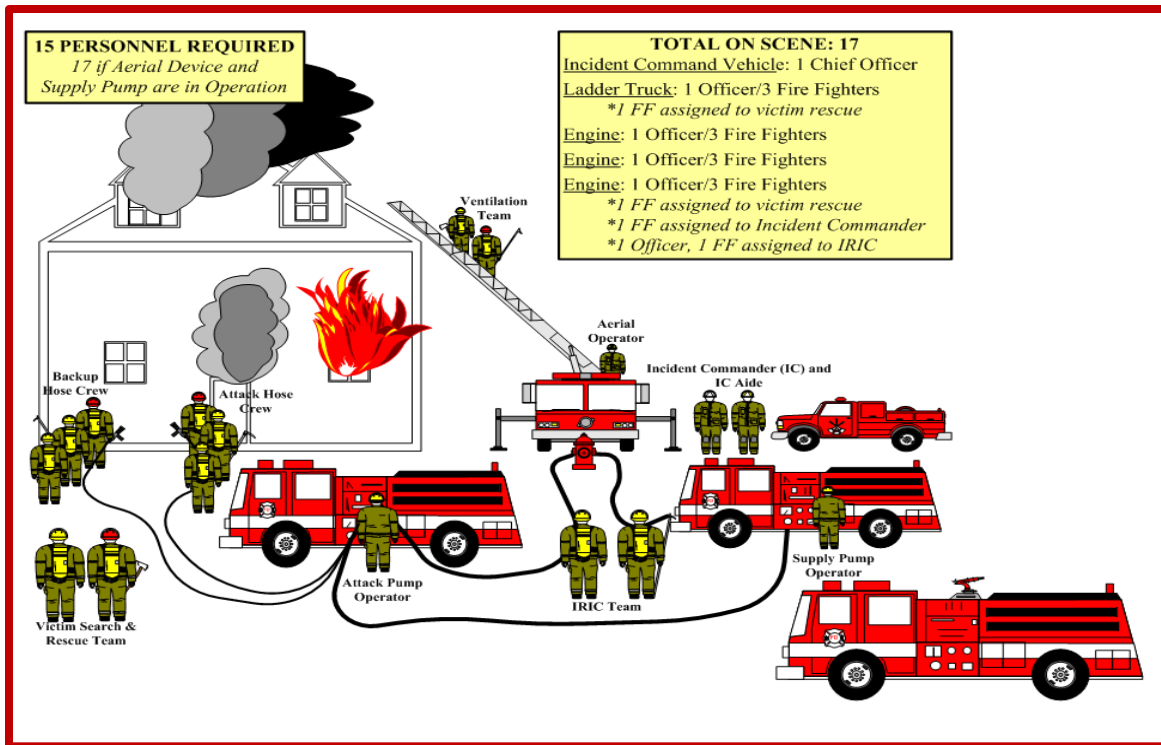 15 PERSONNEL REQUIRED
17 if Aerial Device and
Supply Pump are in Operation
TOTAL ON SCENE: 17
Incident Command Vehicle: 1 Chief Officer
Ladder Truck: 1 Officer/3 Fire Fighters
*1 FF assigned to victim rescue
Engine: 1 Officer/3 Fire Fighters
Engine: 1 Officer/3 Fire Fighters
Engine: 1 Officer/3 Fire Fighters
*1 FF assigned to victim rescue
*1 FF assigned to Incident Commander
*1 Officer, 1 FF assigned to IRIC
Ventilation
Team
Aerial
Operator
Incident Commander (IC) and
IC Aide
Backup
Hose Crew
Attack Hose
Crew
Attack Pump
Operator
IRIC Team
Supply Pump
Operator
Victim Search &
Rescue Team